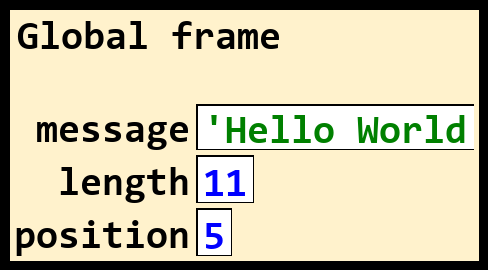 Global frame
message 'Hello World
length 11
position 5